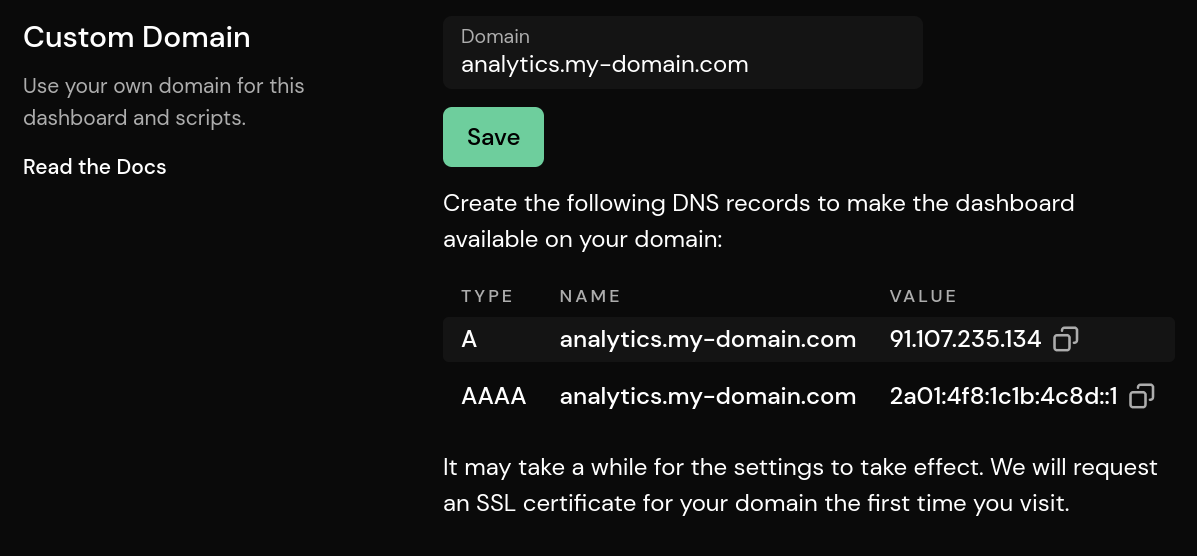 Custom Domain
Use your own domain for this
dashboard and scripts.
Read the Docs
Domain
analytics.my-domain.com
Save
Create the following DNS records to make the dashboard
available on your domain:
TYPE NAME VALUE
A analytics.my-domain.com 91.107.235.134
AAAA analytics.my-domain.com 2a01:4f8:1c1b:4c8d::1
It may take a while for the settings to take effect. We will request
an SSL certificate for your domain the first time you visit.